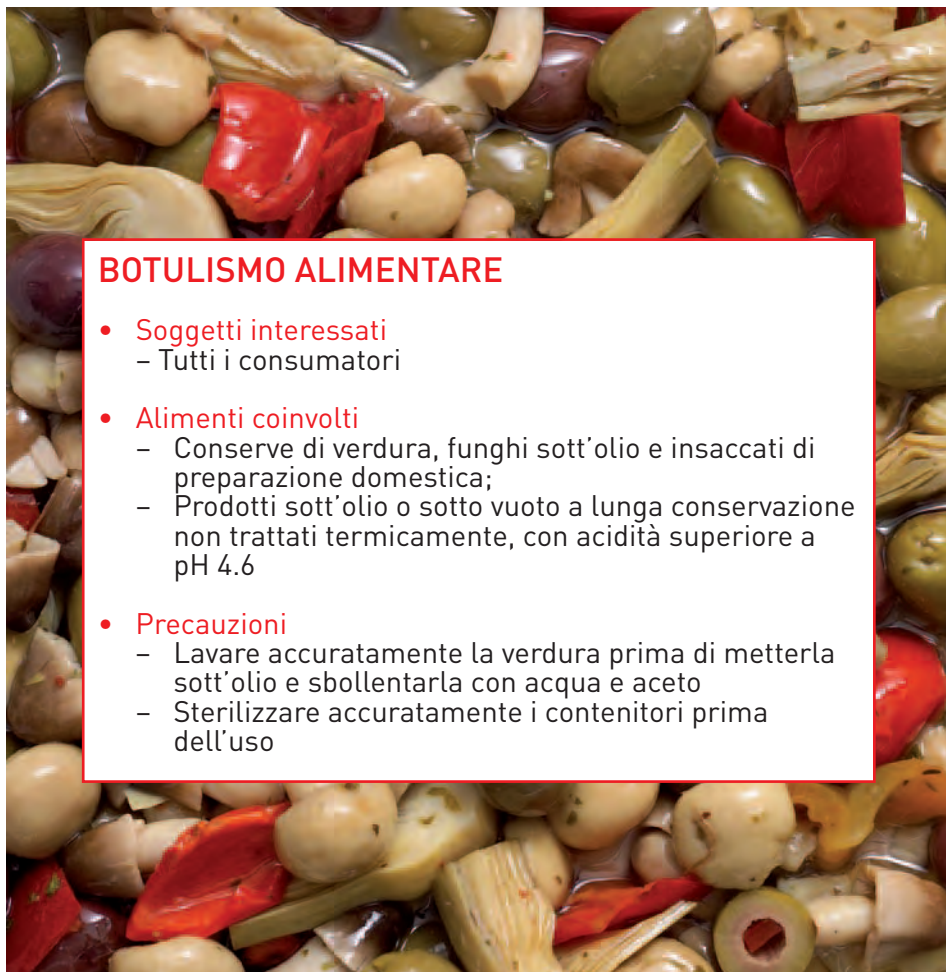 BOTULISMO ALIMENTARE
• Soggetti interessati
– Tutti i consumatori
• Alimenti coinvolti
– Conserve di verdura, funghi sott’olio e insaccati di
preparazione domestica;
– Prodotti sott’olio o sotto vuoto a lunga conservazione
non trattati termicamente, con acidità superiore a
pH 4.6
• Precauzioni
– Lavare accuratamente la verdura prima di metterla
sott’olio e sbollentarla con acqua e aceto
– Sterilizzare accuratamente i contenitori prima
dell’uso